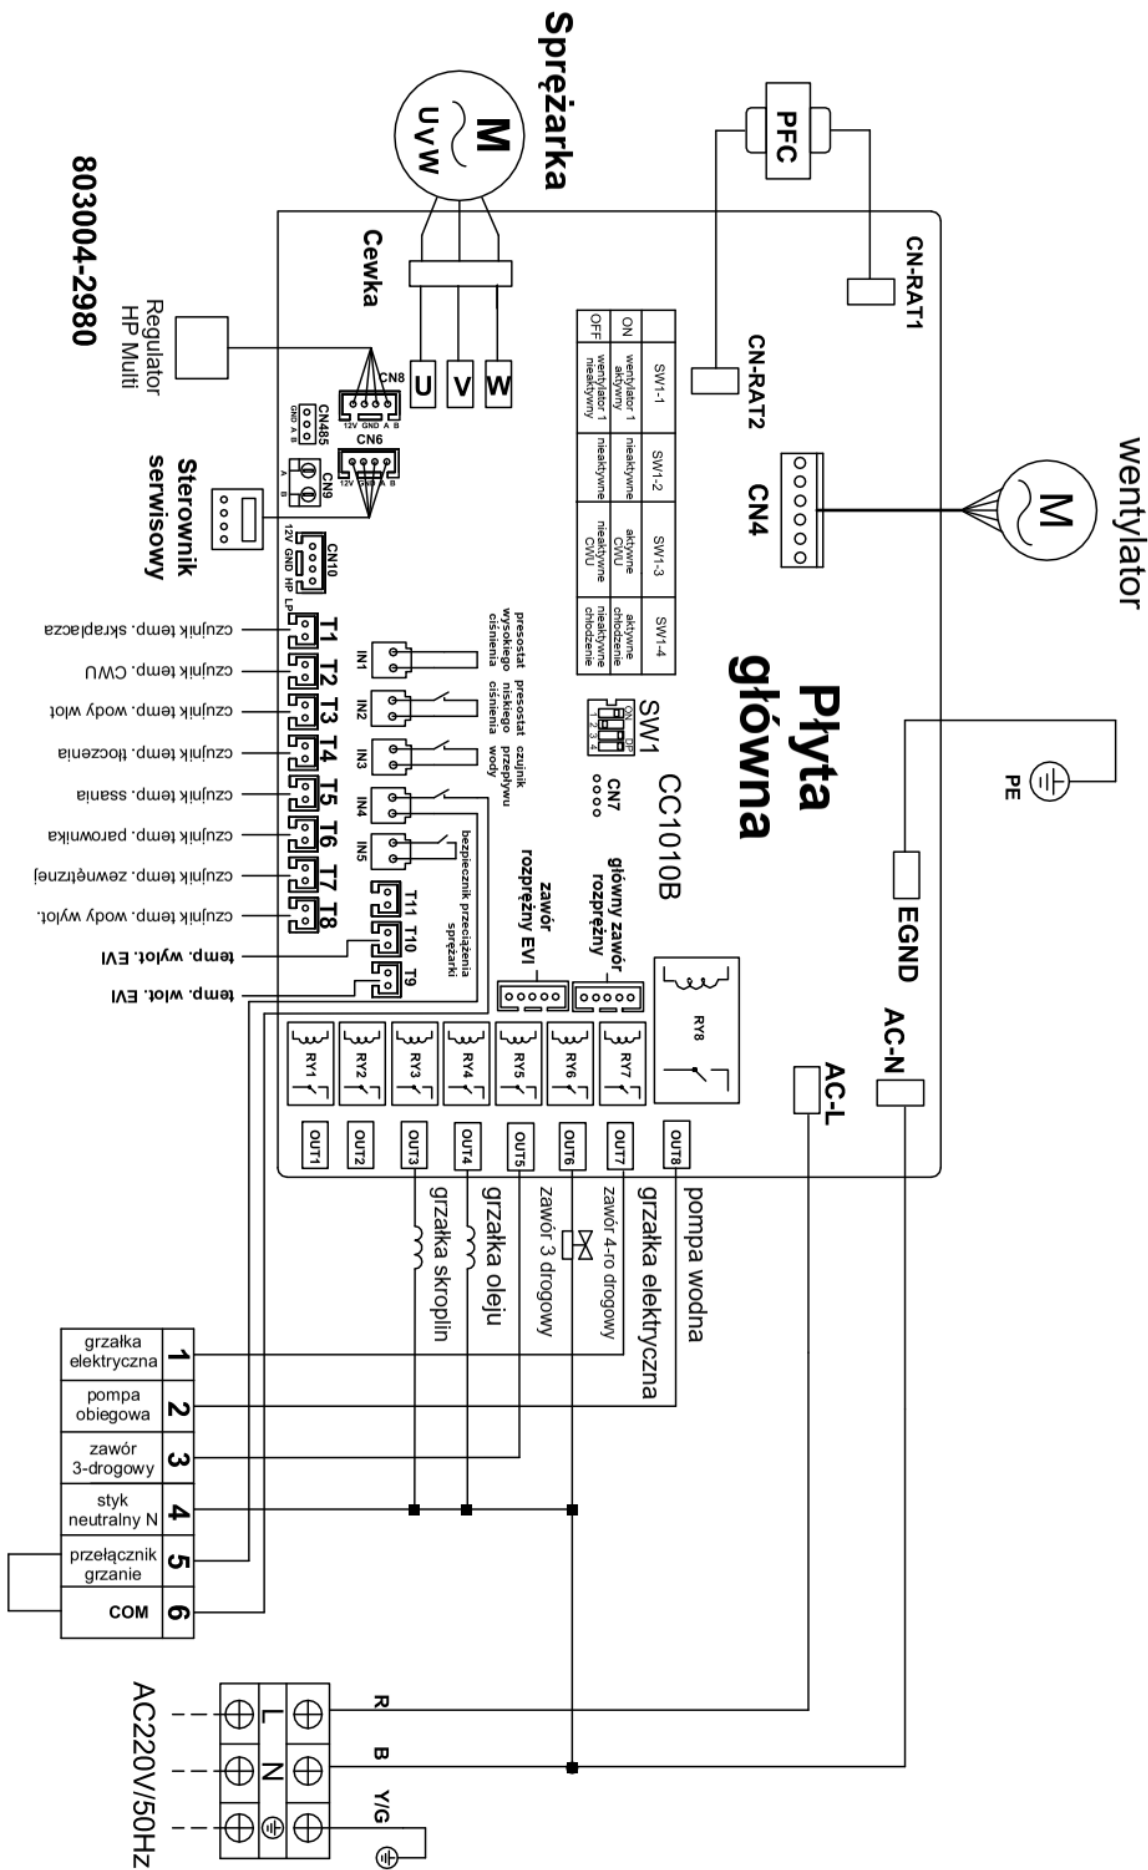 Sprężarka
M
U V W
803004-2980
Regulator
HP Multi
Cewka
U
V
W
PFC
CN-RAT1
CN-RAT2
wentylator
M
CN4
SW1-1
SW1-2
SW1-3
SW1-4
ON
wentylator 1
aktywny
nieaktywne
aktywne
CWU
aktywne
chłodzenie
OFF
wentylator 1
nieaktywny
nieaktywne
nieaktywne
CWU
nieaktywne
chłodzenie
CN8
12V GND A B
CN485
GND A B
CN6
12V GND A B
CN9
A B
Sterownik
serwisowy
CN10
12V GND HP LP
Płyta
główna
SW1
ON DP
1 2 3 4
CN7
CC1010B
PE
EGND
AC-N
AC-L
T1
czujnik temp. skraplacza
T2
czujnik temp. CWU
T3
czujnik temp. wody wlot
T4
czujnik temp. tłoczenia
T5
czujnik temp. ssania
T6
czujnik temp. parownika
T7
czujnik temp. zewnętrznej
T8
czujnik temp. wody wylot.
T11
T10
temp. wylot. EVI
T9
temp. wlot. EVI
IN1
presostat
wysokiego
ciśnienia
IN2
presostat
niskiego
ciśnienia
IN3
czujnik
przepływu
wody
IN4
IN5
bezpiecznik przeciążenia
sprężarki
zawór
rozprężny EVI
główny zawór
rozprężny
RY1
RY2
RY3
RY4
RY5
RY6
RY7
RY8
OUT1
OUT2
OUT3
OUT4
OUT5
OUT6
OUT7
OUT8
grzałka skroplin
grzałka oleju
zawór 3 drogowy
zawór 4-ro drogowy
grzałka elektryczna
pompa wodna
grzałka
elektryczna
1
pompa
obiegowa
2
zawór
3-drogowy
3
styk
neutralny N
4
przełącznik
grzanie
5
COM
6
AC220V/50Hz
L
N
R
B
Y/G